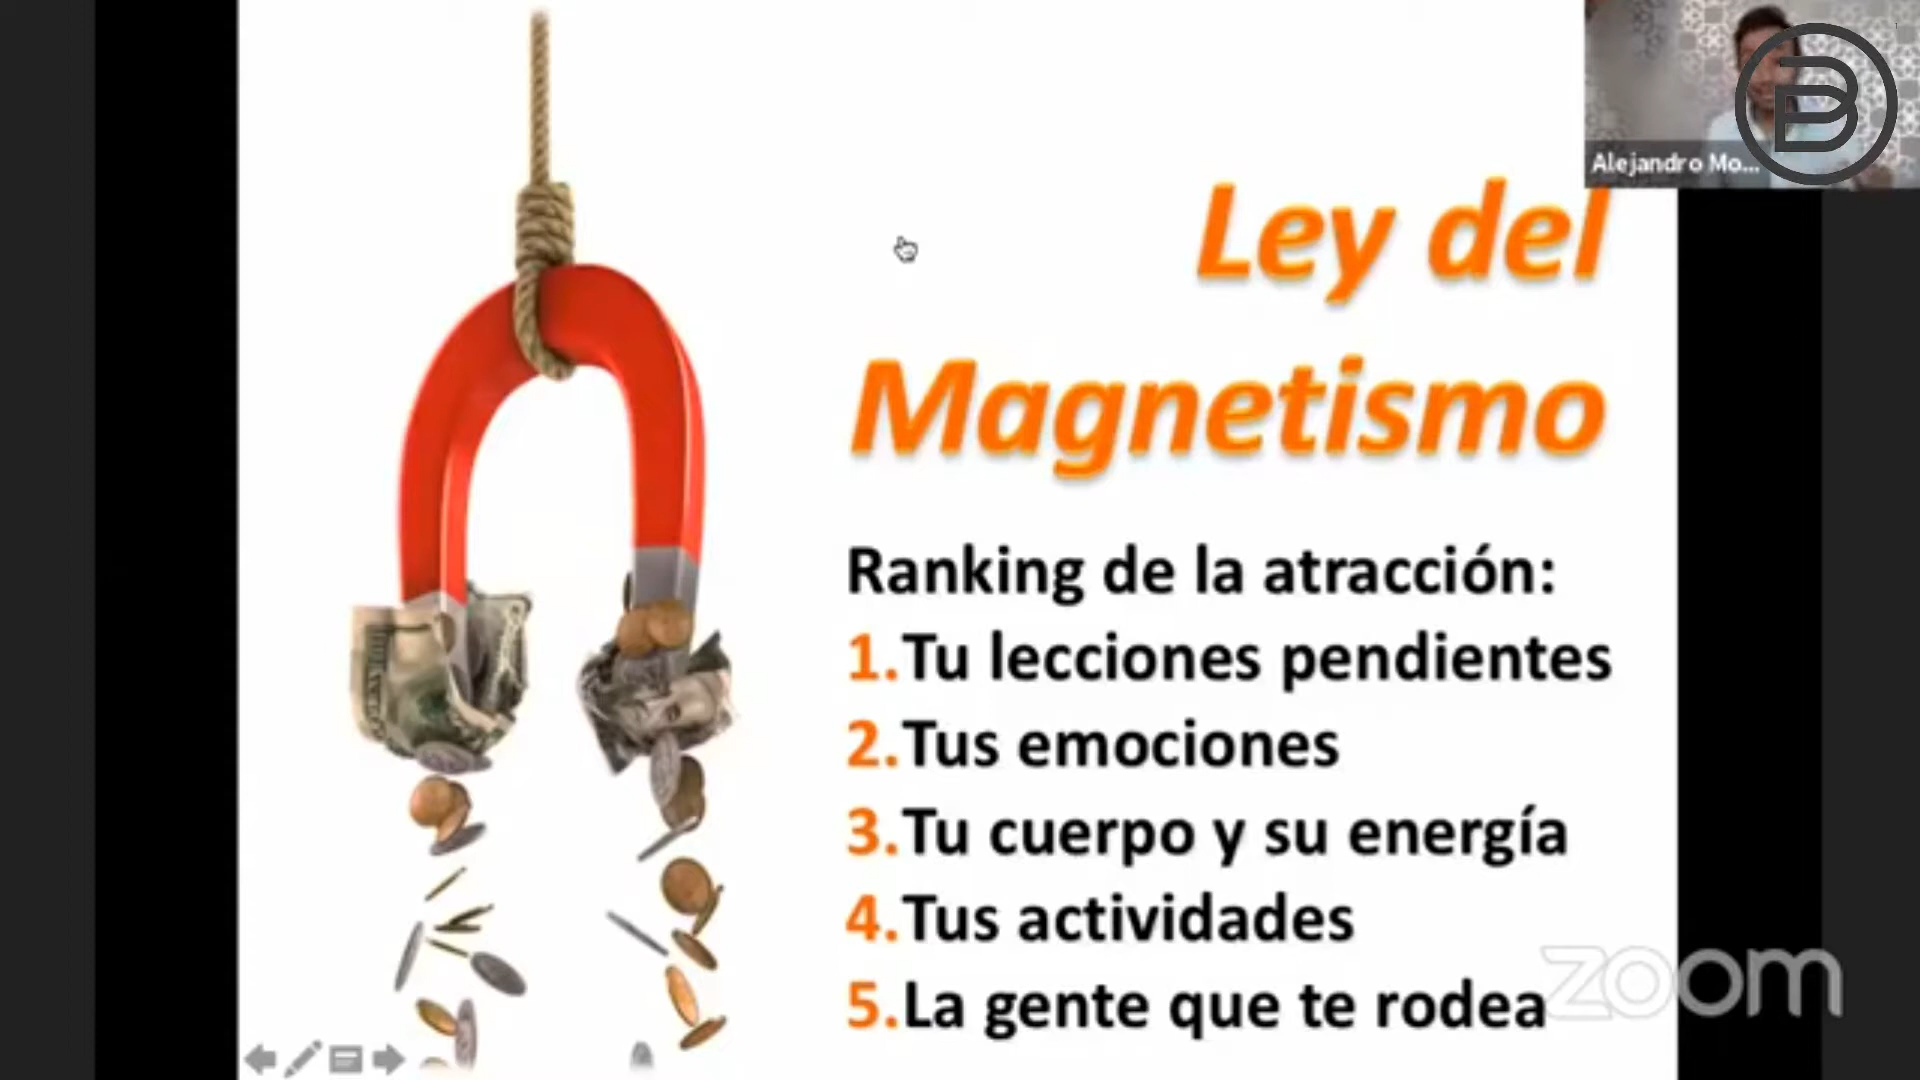 Alejandro Mo...
Ley del
Magnetismo
Ranking de la atracción:
1.Tu lecciones pendientes
2.Tus emociones
3.Tu cuerpo y su energía
4.Tus actividades
5.La gente que te rodea
zoom